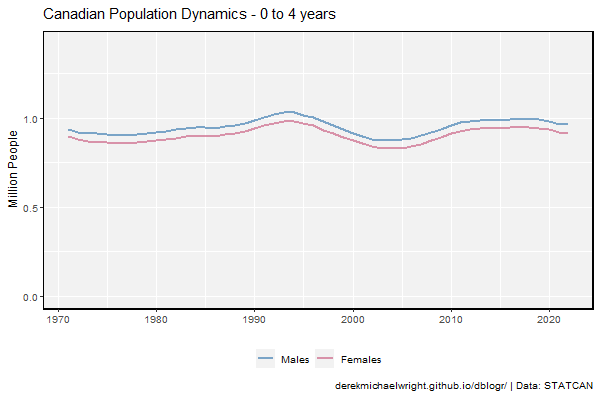 Canadian Population Dynamics - 0 to 4 years
Million People
1.0
0.5
0.0
1970 1980 1990 2000 2010 2020
Males Females
derekmichaelwright.github.io/dblogr/ | Data: STATCAN